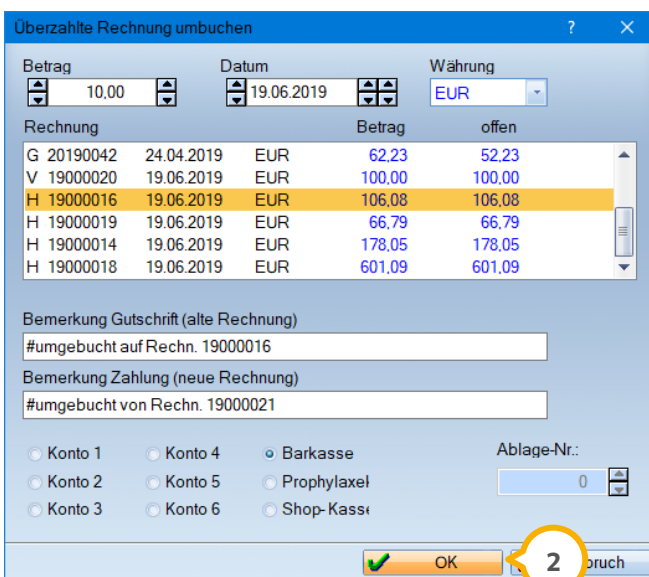 Überzahlte Rechnung umbuchen ? ×
Betrag Datum Währung
10,00 19.06.2019 EUR
Rechnung Betrag offen
G 20190042 24.04.2019 EUR 62,23 52,23
V 19000020 19.06.2019 EUR 100,00 100,00
H 19000016 19.06.2019 EUR 106,08 106,08
H 19000019 19.06.2019 EUR 66,79 66,79
H 19000014 19.06.2019 EUR 178,05 178,05
H 19000018 19.06.2019 EUR 601,09 601,09
Bemerkung Gutschrift (alte Rechnung)
#umgebucht auf Rechn. 19000016
Bemerkung Zahlung (neue Rechnung)
#umgebucht von Rechn. 19000021
Konto 1 Konto 4 Barkasse Ablage-Nr.:
Konto 2 Konto 5 Prophylaxe 0
Konto 3 Konto 6 Shop-Kasse
OK 2 bruch